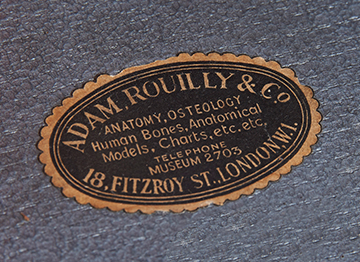 ADAM ROUILLY & Co.
ANATOMY, OSTEOLOGY
Human Bones, Anatomical
Models, Charts, etc. etc.
TELEPHONE
MUSEUM 2703
18, FITZROY ST., LONDON. W.1.